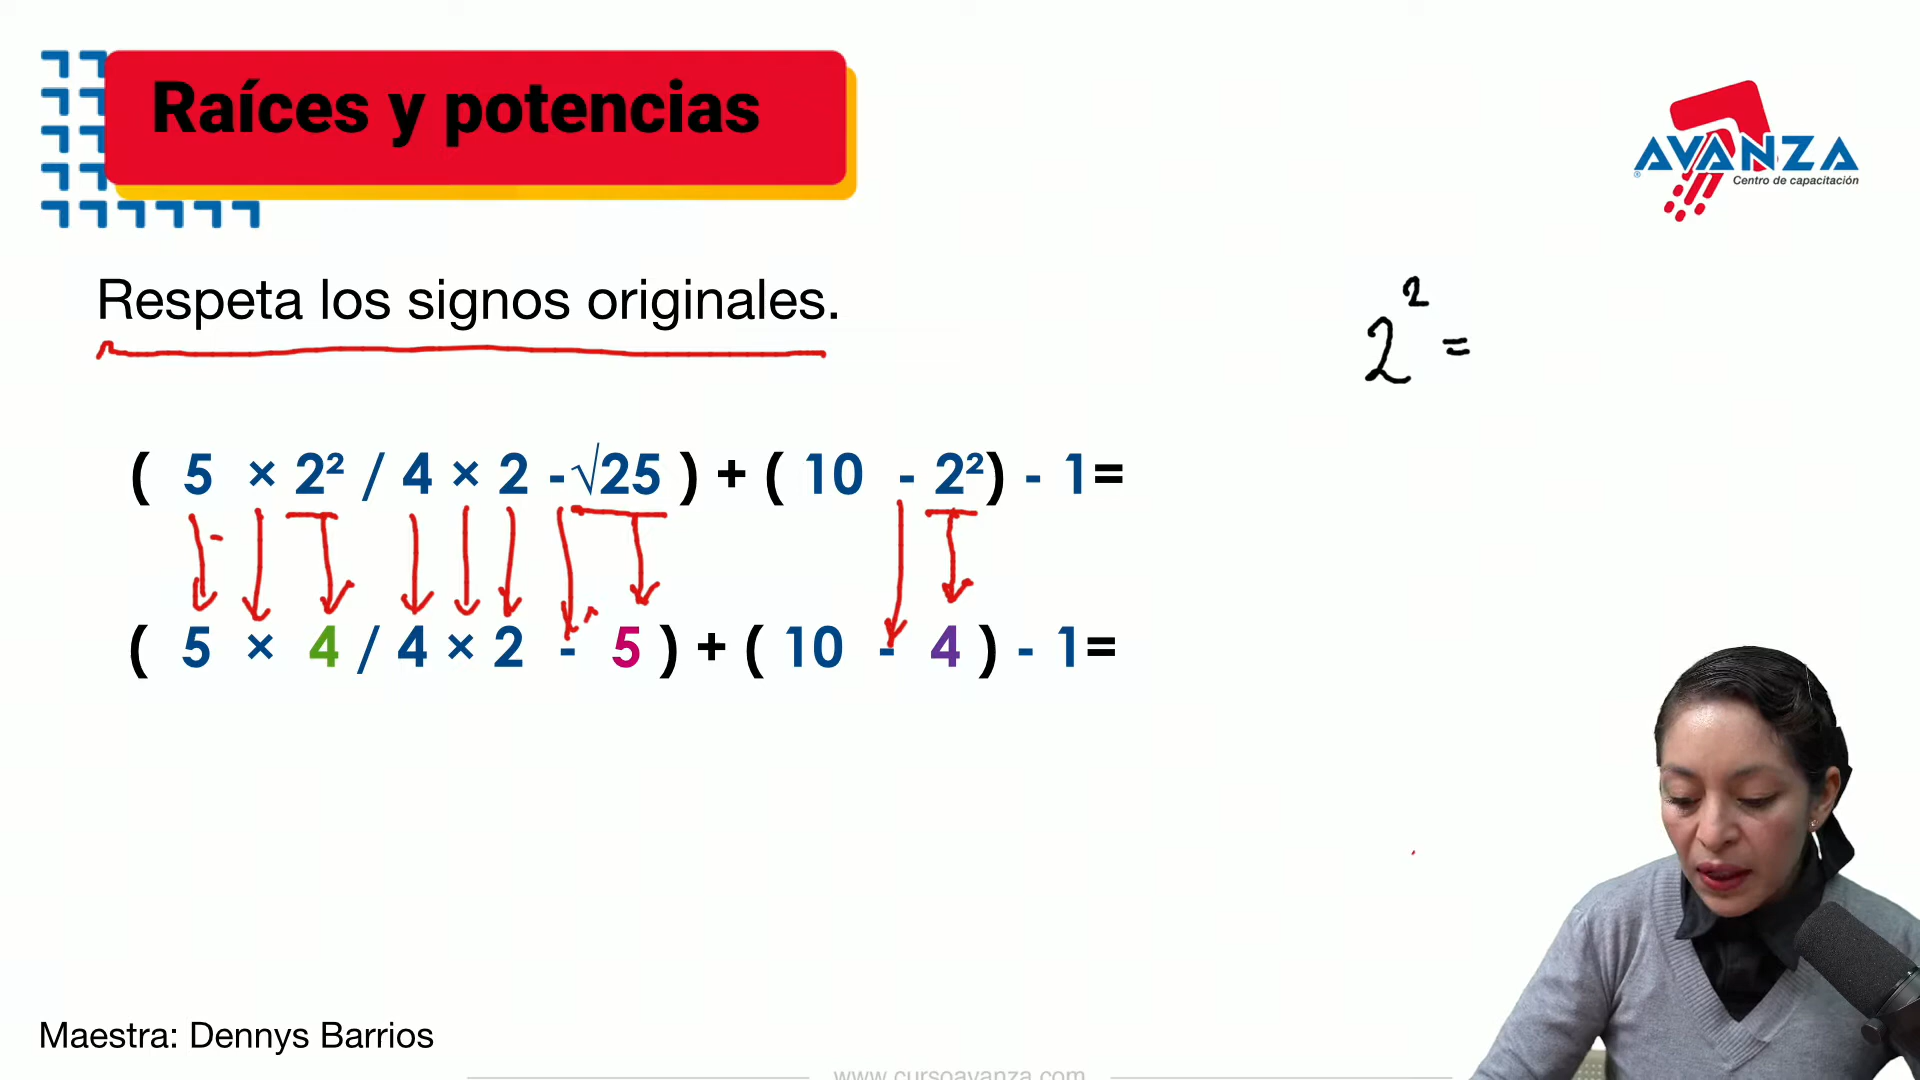 Raíces y potencias
AVANZA
®
Centro de capacitación
Respeta los signos originales.
2² =
( 5 × 2² / 4 × 2 -√25 ) + ( 10 - 2²) - 1=
( 5 × 4 / 4 × 2 - 5 ) + ( 10 - 4 ) - 1=
Maestra: Dennys Barrios
www.cursoavanza.com